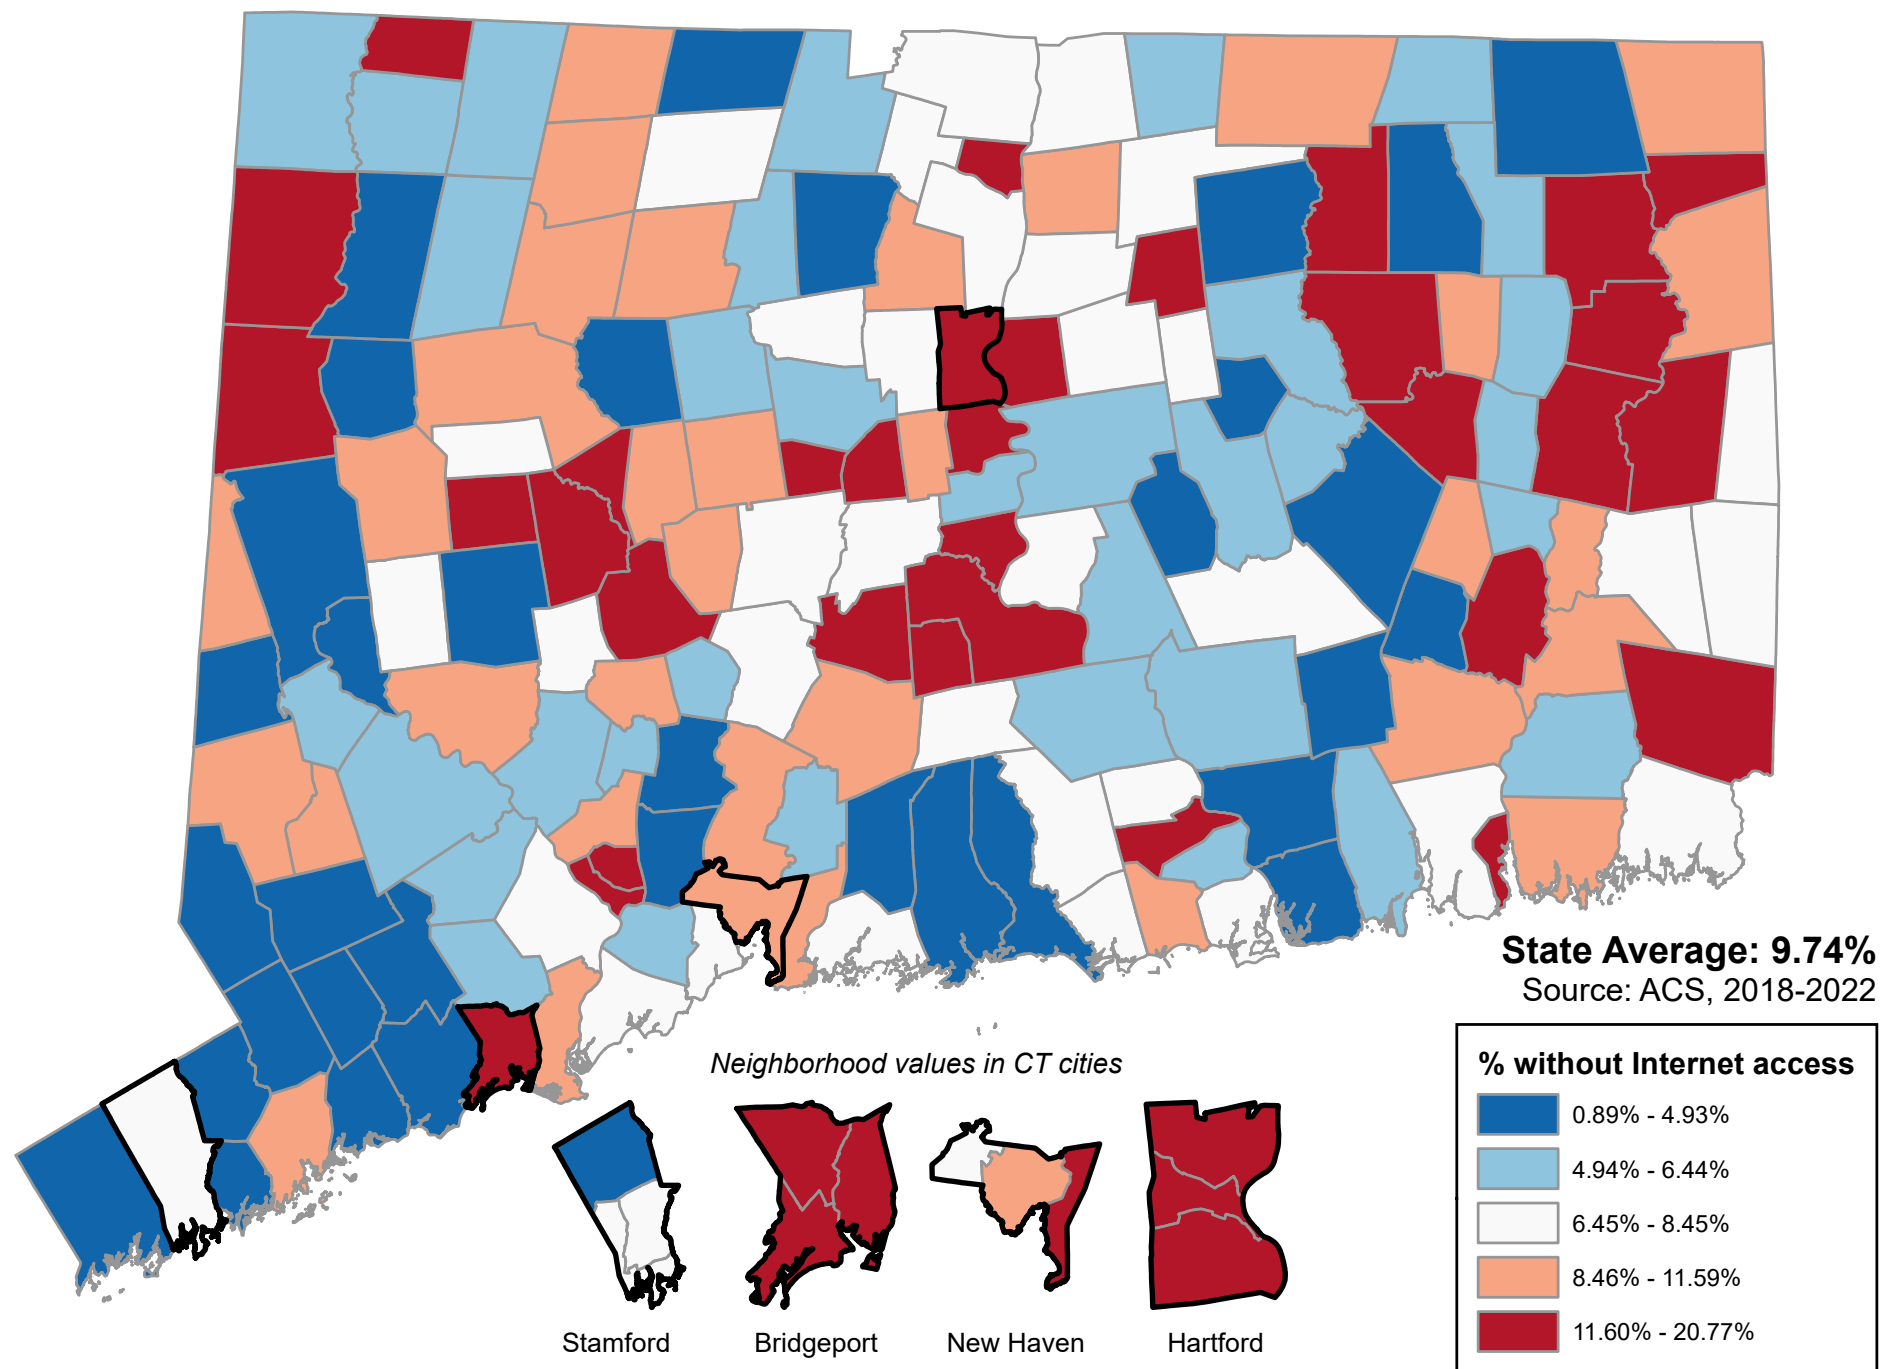 State Average: 9.74%
Source: ACS, 2018-2022
Neighborhood values in CT cities
% without Internet access
0.89% - 4.93%
4.94% - 6.44%
6.45% - 8.45%
8.46% - 11.59%
11.60% - 20.77%
Stamford
Bridgeport
New Haven
Hartford